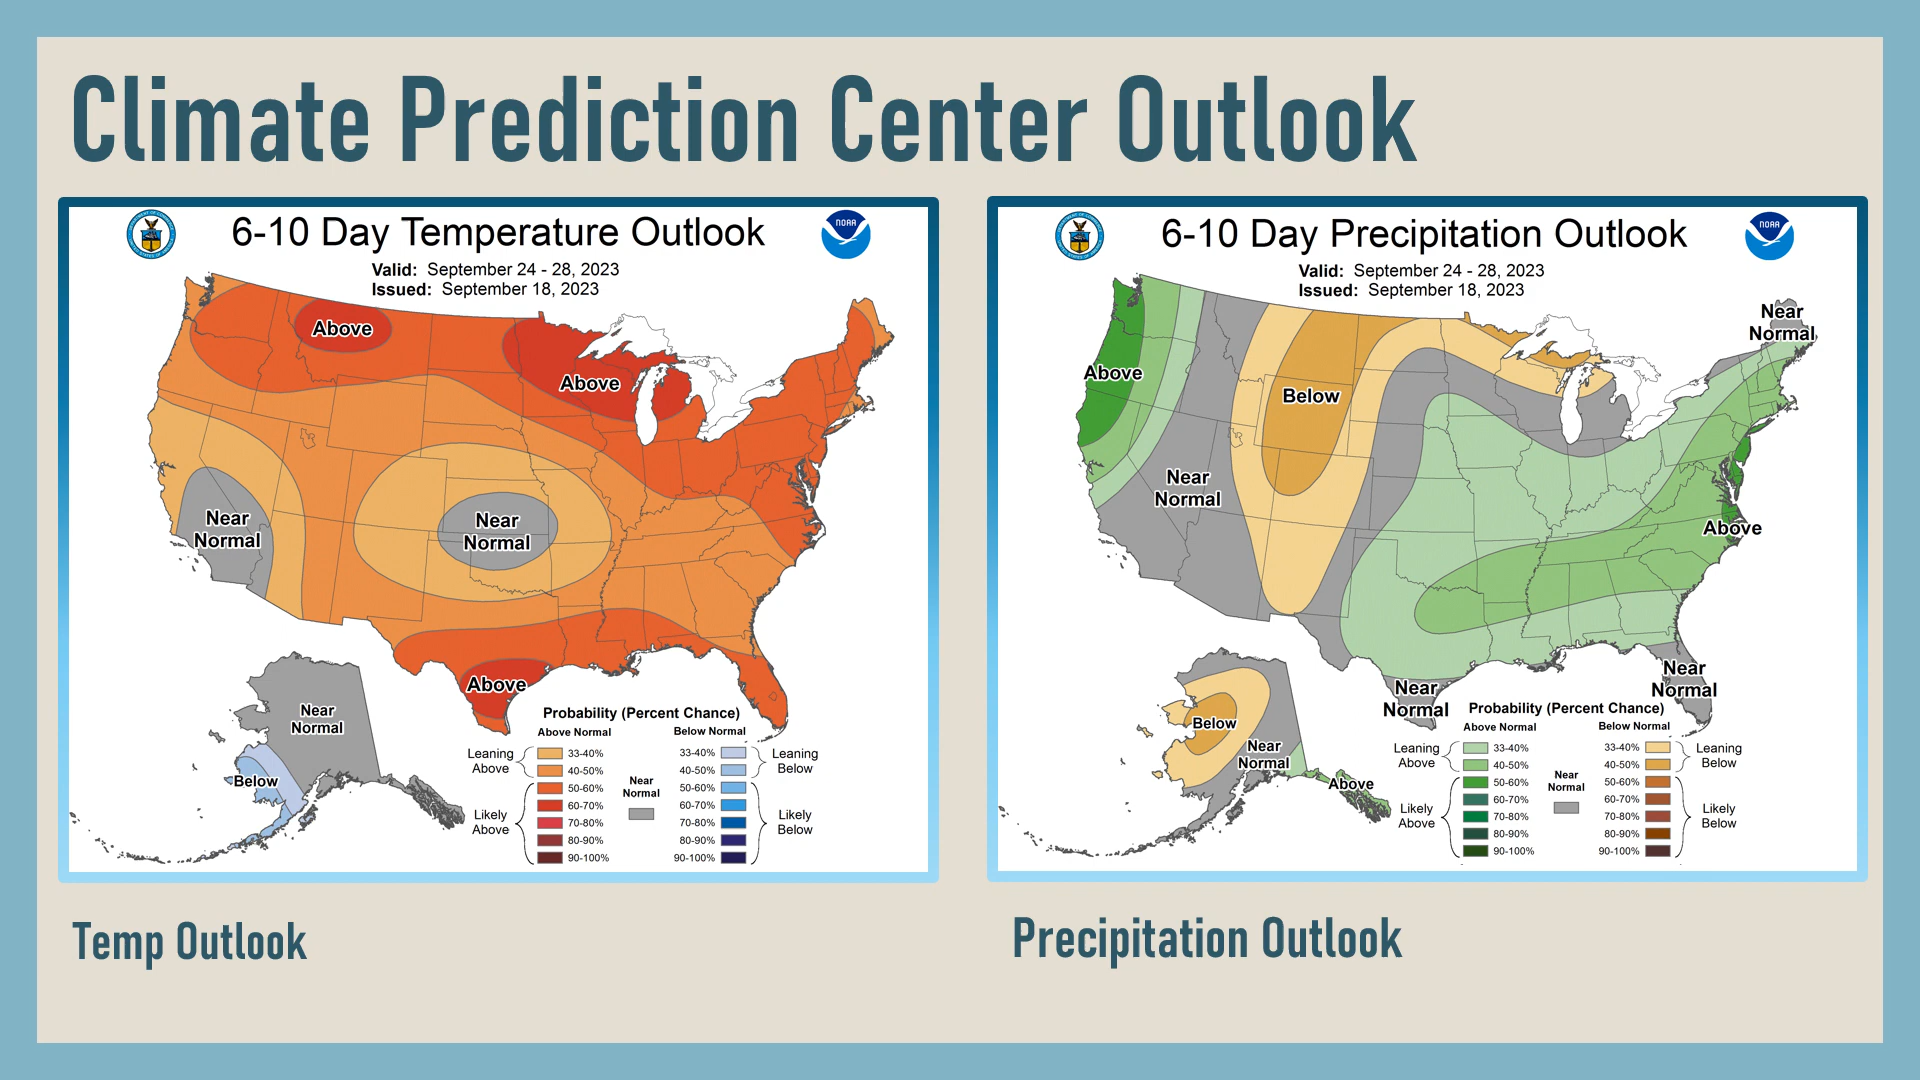 Climate Prediction Center Outlook
6-10 Day Temperature Outlook
Valid: September 24 - 28, 2023
Issued: September 18, 2023
NOAA
Above
Above
Near
Normal
Near
Normal
Above
Near
Normal
Below
Probability (Percent Chance)
Above Normal
Below Normal
Leaning
Above
33-40%
40-50%
50-60%
60-70%
70-80%
80-90%
90-100%
Likely
Above
Near
Normal
33-40%
40-50%
50-60%
60-70%
70-80%
80-90%
90-100%
Leaning
Below
Likely
Below
Temp Outlook
6-10 Day Precipitation Outlook
Valid: September 24 - 28, 2023
Issued: September 18, 2023
NOAA
Near
Normal
Above
Below
Near
Normal
Above
Near
Normal
Near
Normal
Below
Near
Normal
Above
Probability (Percent Chance)
Above Normal
Below Normal
Leaning
Above
33-40%
40-50%
50-60%
60-70%
70-80%
80-90%
90-100%
Likely
Above
Near
Normal
33-40%
40-50%
50-60%
60-70%
70-80%
80-90%
90-100%
Leaning
Below
Likely
Below
Precipitation Outlook